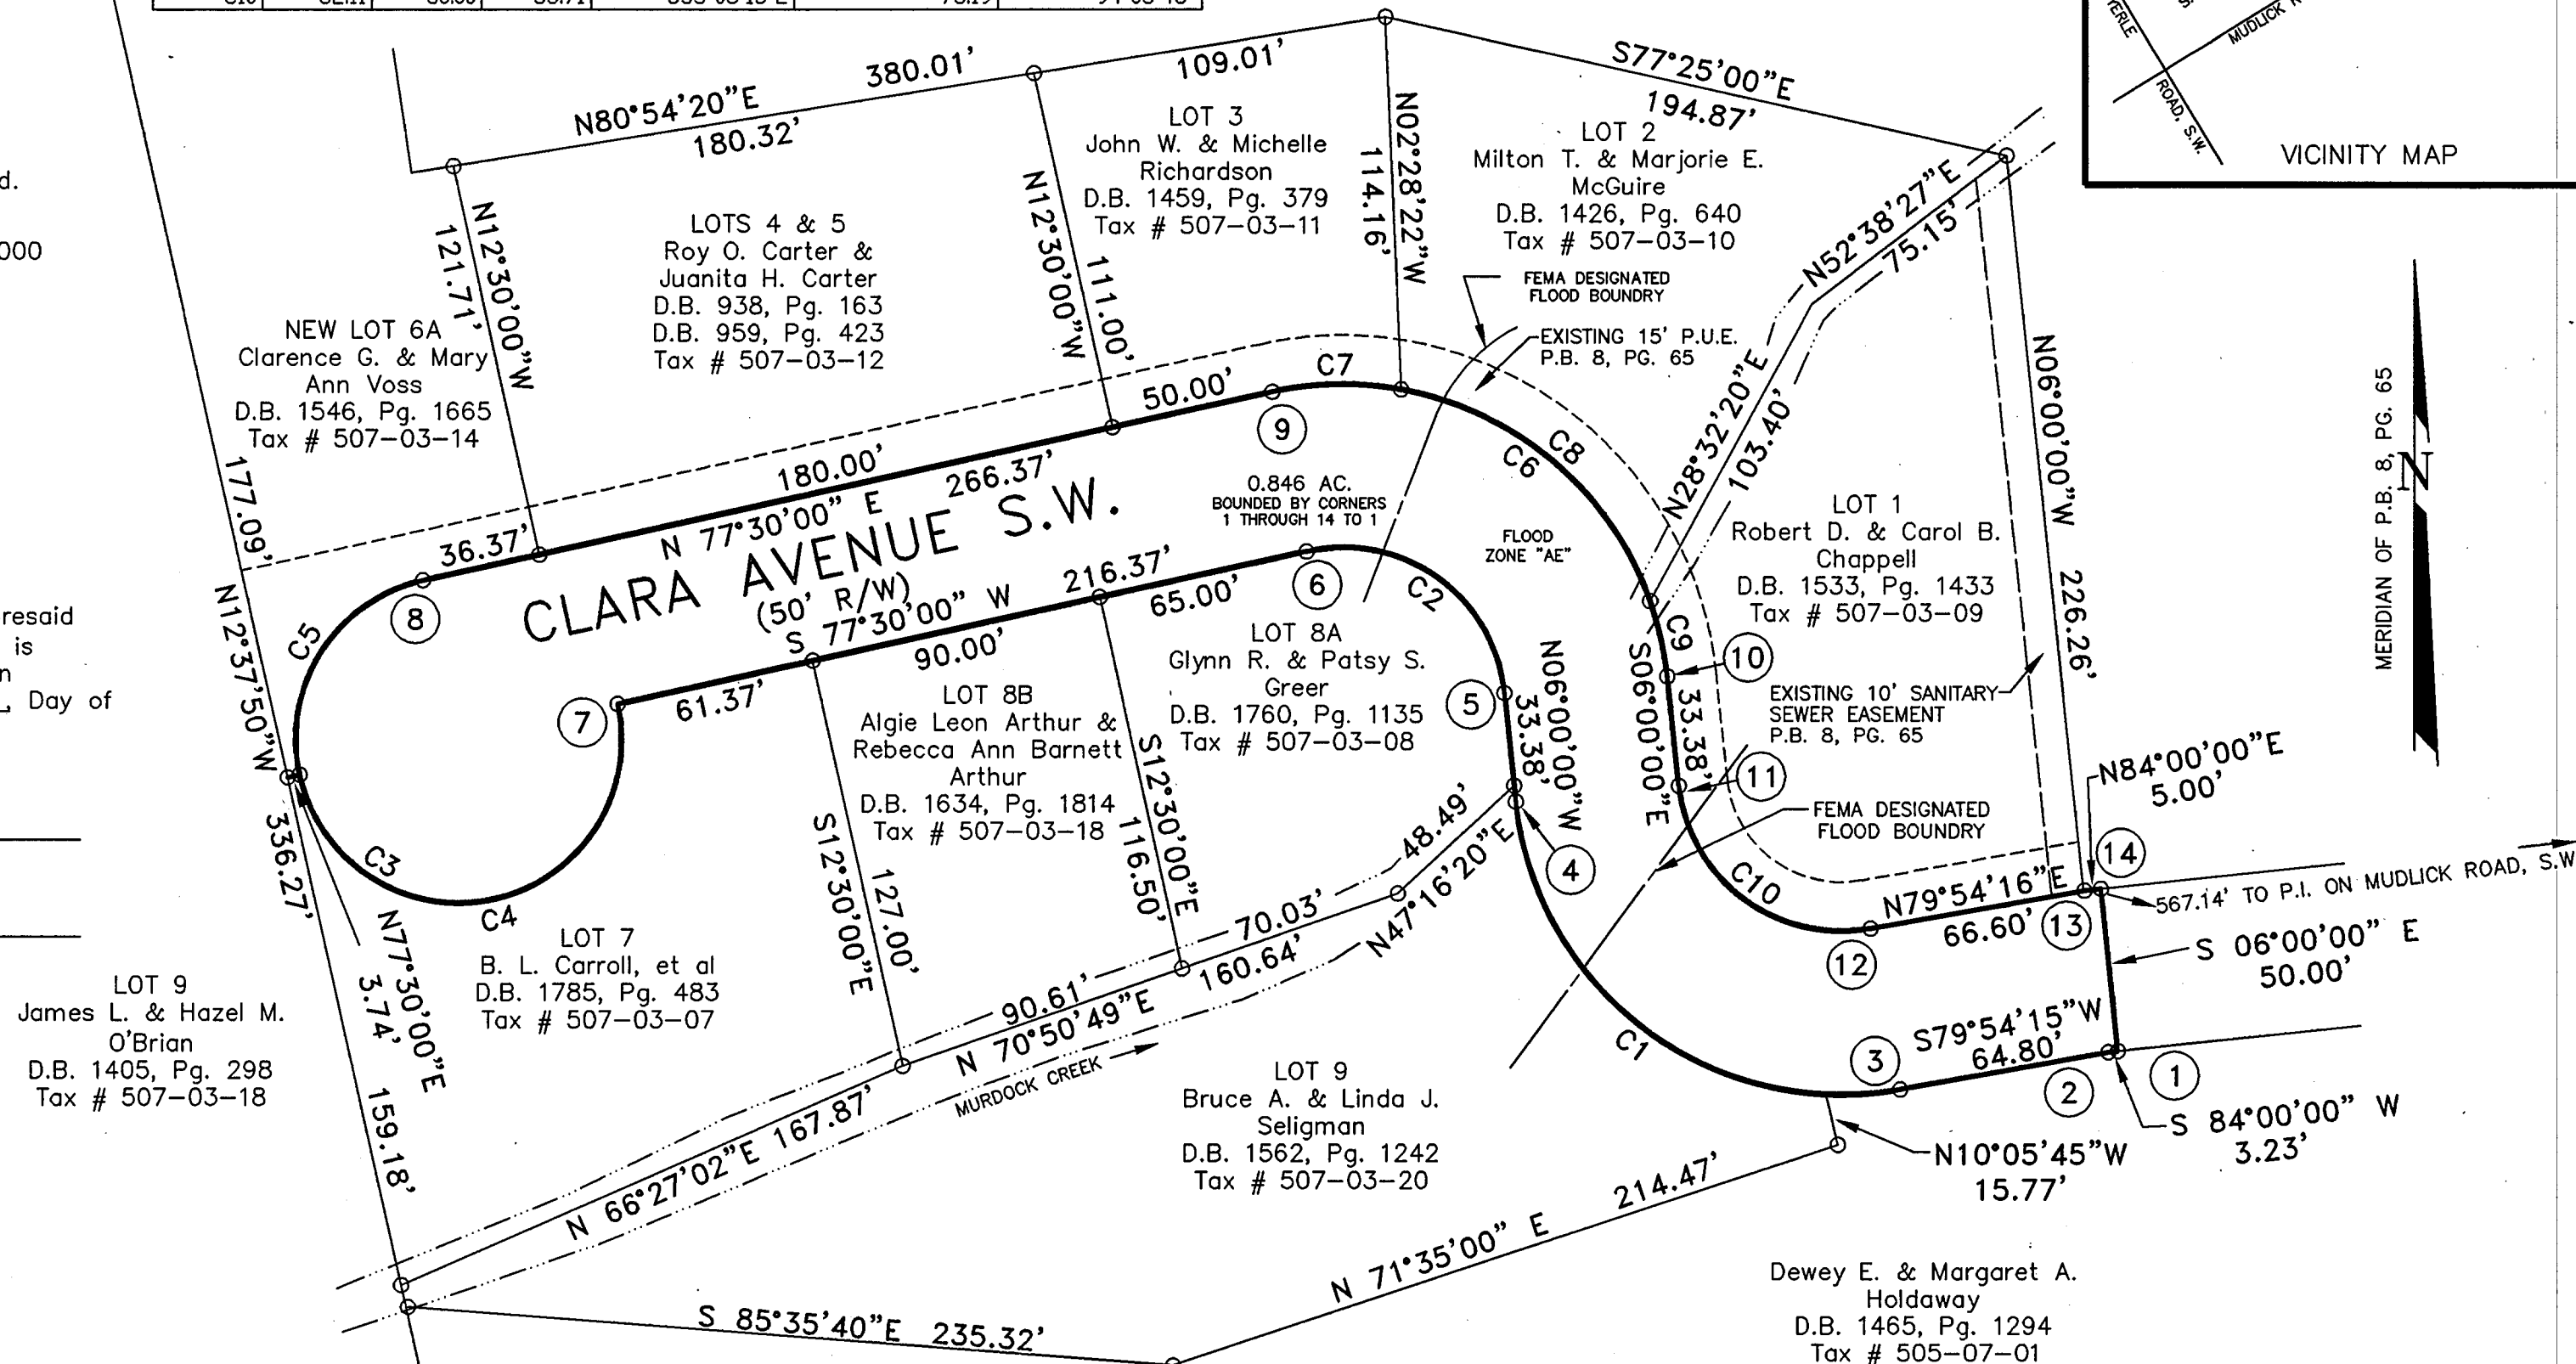 380.01'
109.01'
N80°54'20"E
180.32'
S77°25'00"E
194.87'
MUDLICK
ROAD, S.W.
VICINITY MAP
d.
000
N12°30'00"W
121.71'
LOTS 4 & 5
Roy O. Carter &
Juanita H. Carter
D.B. 938, Pg. 163
D.B. 959, Pg. 423
Tax # 507-03-12
N12°30'00"W
111.00'
LOT 3
John W. & Michelle
Richardson
D.B. 1459, Pg. 379
Tax # 507-03-11
N02°28'22"W
114.16'
LOT 2
Milton T. & Marjorie E.
McGuire
D.B. 1426, Pg. 640
Tax # 507-03-10
FEMA DESIGNATED
FLOOD BOUNDRY
EXISTING 15' P.U.E.
P.B. 8, PG. 65
N52°38'27"E
75.15'
N28°32'20"E
103.40'
N06°00'00"W
226.26'
MERIDIAN OF P.B. 8, PG. 65
N
NEW LOT 6A
Clarence G. & Mary
Ann Voss
D.B. 1546, Pg. 1665
Tax # 507-03-14
177.09'
50.00'
C7
9
C8
C6
180.00'
266.37'
N 77°30'00" E
36.37'
8
CLARA AVENUE S.W.
(50' R/W)
0.846 AC.
BOUNDED BY CORNERS
1 THROUGH 14 TO 1
FLOOD
ZONE "AE"
LOT 1
Robert D. & Carol B.
Chappell
D.B. 1533, Pg. 1433
Tax # 507-03-09
216.37'
S 77°30'00" W
65.00'
6
C2
90.00'
61.37'
7
C5
N12°37'50"W
resaid
is
n
Day of
LOT 8A
Glynn R. & Patsy S.
Greer
D.B. 1760, Pg. 1135
Tax # 507-03-08
5
33.38'
N06°00'00"W
C9
10
S06°00'00"E
33.38'
11
EXISTING 10' SANITARY
SEWER EASEMENT
P.B. 8, PG. 65
LOT 8B
Algie Leon Arthur &
Rebecca Ann Barnett
Arthur
D.B. 1634, Pg. 1814
Tax # 507-03-18
S12°30'00"E
116.50'
S12°30'00"E
127.00'
48.49'
N47°16'20"E
4
FEMA DESIGNATED
FLOOD BOUNDRY
N84°00'00"E
5.00'
14
567.14' TO P.I. ON MUDLICK ROAD, S.W
336.27'
C3
C4
N77°30'00"E
3.74'
LOT 7
B. L. Carroll, et al
D.B. 1785, Pg. 483
Tax # 507-03-07
70.03'
160.64'
90.61'
N 70°50'49"E
MURDOCK CREEK
C10
N79°54'16"E
66.60'
13
12
S 06°00'00" E
50.00'
LOT 9
James L. & Hazel M.
O'Brian
D.B. 1405, Pg. 298
Tax # 507-03-18
159.18'
N 66°27'02"E 167.87'
LOT 9
Bruce A. & Linda J.
Seligman
D.B. 1562, Pg. 1242
Tax # 507-03-20
C1
3
S79°54'15"W
64.80'
2
1
S 84°00'00" W
3.23'
N10°05'45"W
15.77'
214.47'
N 71°35'00" E
S 85°35'40"E 235.32'
Dewey E. & Margaret A.
Holdaway
D.B. 1465, Pg. 1294
Tax # 505-07-01